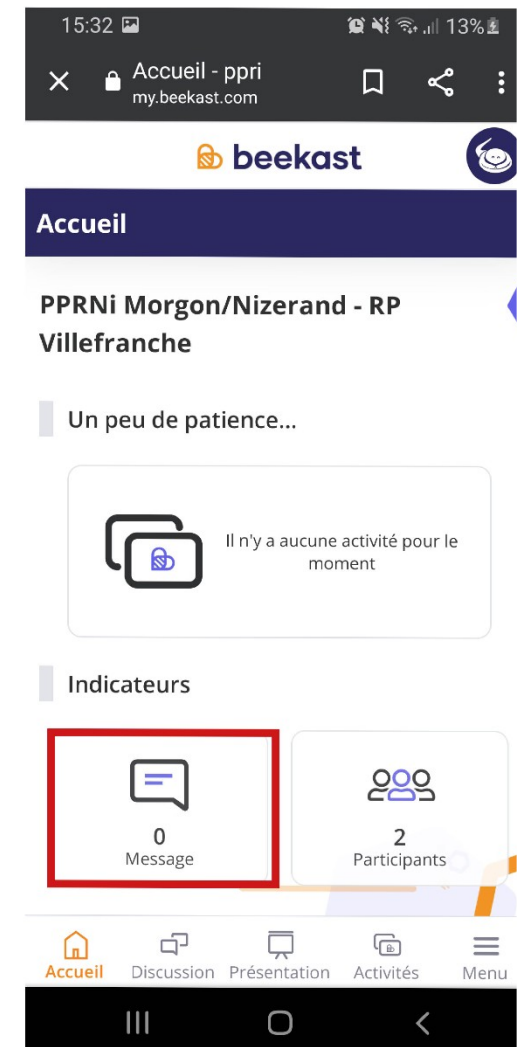 15:32
13%
Accueil - ppri
my.beekast.com
beekast
Accueil
PPRNi Morgon/Nizerand - RP
Villefranche
Un peu de patience...
Il n'y a aucune activité pour le
moment
Indicateurs
0
Message
2
Participants
Accueil
Discussion
Présentation
Activités
Menu